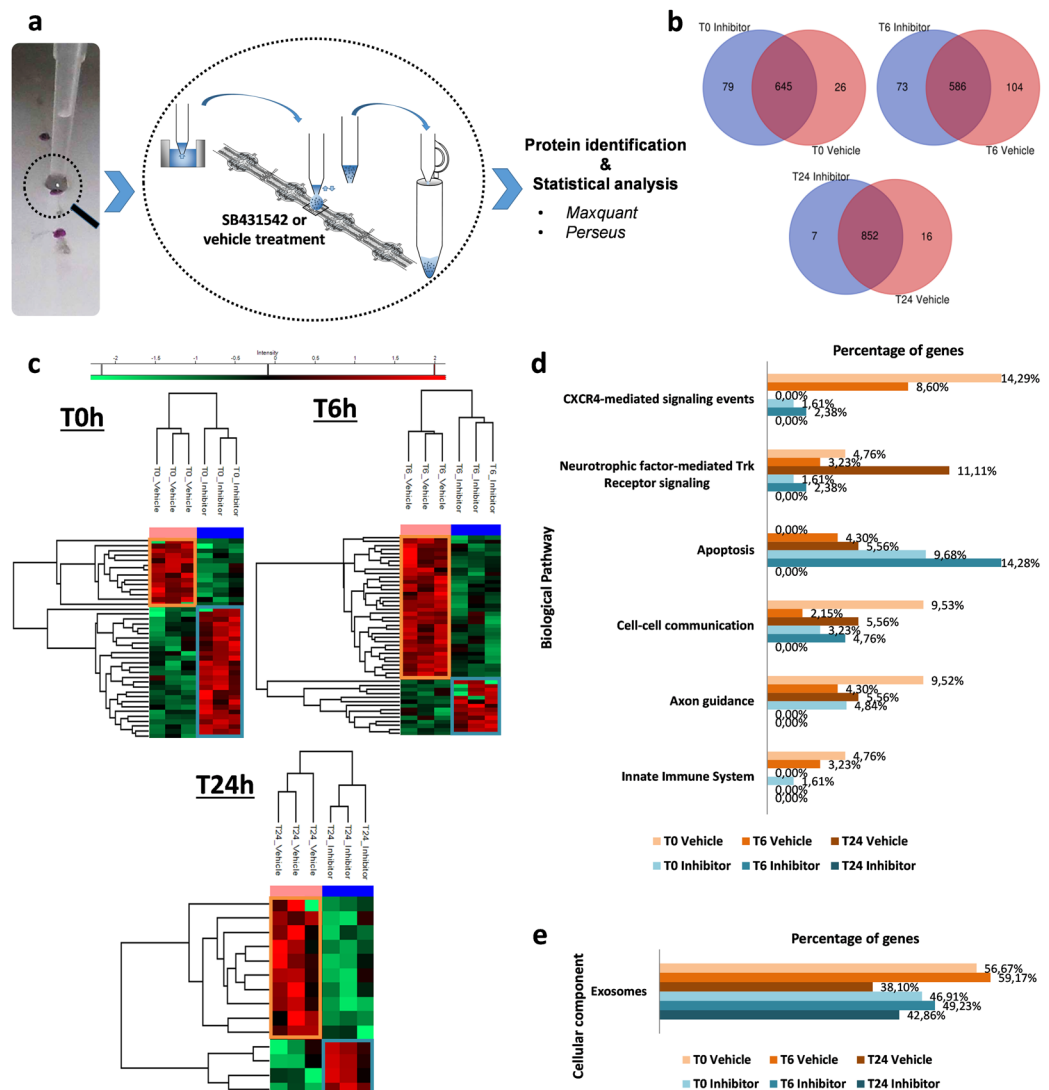 a
SB431542 or
vehicle treatment
Protein identification
&
Statistical analysis
• Maxquant
• Perseus
b
T0 Inhibitor
79
645
26
T0 Vehicle
T6 Inhibitor
73
586
104
T6 Vehicle
T24 Inhibitor
7
852
16
T24 Vehicle
c
Intensity
-2
-1,5
-1
-0,5
0
0,5
1
1,5
2
T0h
T0_Vehicle
T0_Vehicle
T0_Vehicle
T0_Inhibitor
T0_Inhibitor
T0_Inhibitor
T6h
T6_Vehicle
T6_Vehicle
T6_Vehicle
T6_Inhibitor
T6_Inhibitor
T6_Inhibitor
T24h
T24_Vehicle
T24_Vehicle
T24_Vehicle
T24_Inhibitor
T24_Inhibitor
T24_Inhibitor
d
Percentage of genes
Biological Pathway
CXCR4-mediated signaling events
14,29%
8,60%
0,00%
1,61%
2,38%
0,00%
Neurotrophic factor-mediated Trk
Receptor signaling
4,76%
3,23%
11,11%
1,61%
2,38%
0,00%
Apoptosis
0,00%
4,30%
5,56%
9,68%
14,28%
0,00%
Cell-cell communication
9,53%
2,15%
5,56%
3,23%
4,76%
0,00%
Axon guidance
9,52%
4,30%
5,56%
4,84%
0,00%
0,00%
Innate Immune System
4,76%
3,23%
0,00%
1,61%
0,00%
0,00%
T0 Vehicle
T6 Vehicle
T24 Vehicle
T0 Inhibitor
T6 Inhibitor
T24 Inhibitor
e
Percentage of genes
Cellular component
Exosomes
56,67%
59,17%
38,10%
46,91%
49,23%
42,86%
T0 Vehicle
T6 Vehicle
T24 Vehicle
T0 Inhibitor
T6 Inhibitor
T24 Inhibitor